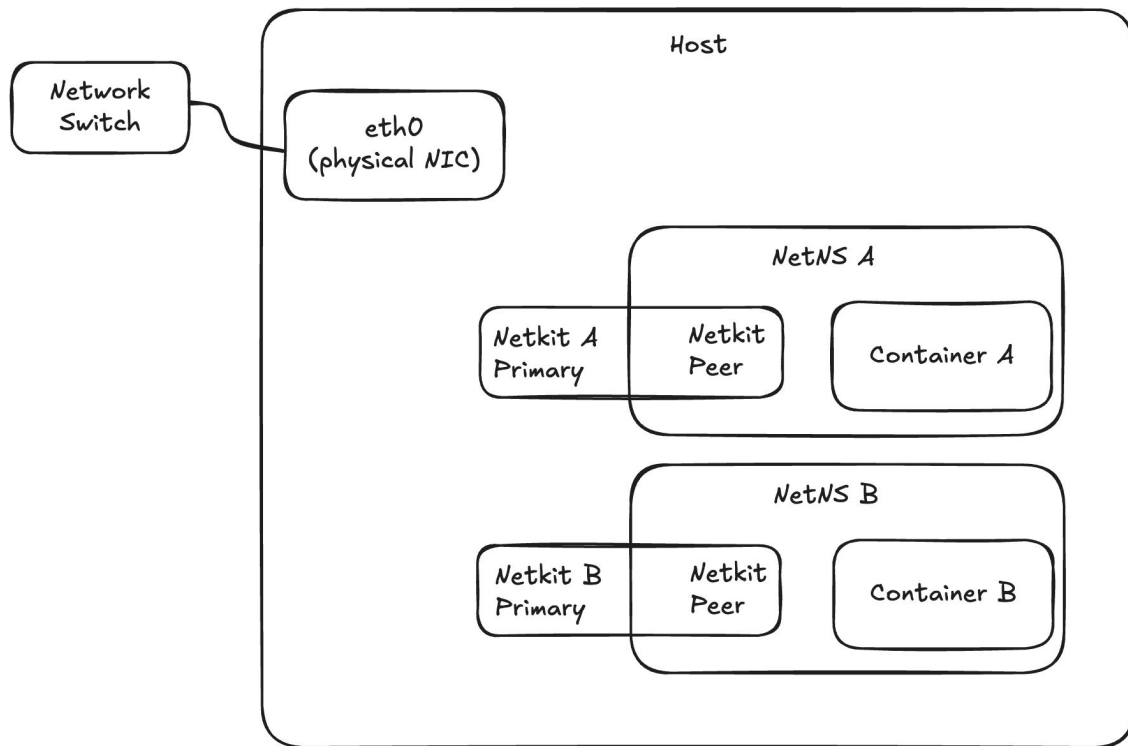 Host
Network
Switch
eth0
(physical NIC)
NetNS A
Netkit A
Primary
Netkit
Peer
Container A
NetNS B
Netkit B
Primary
Netkit
Peer
Container B